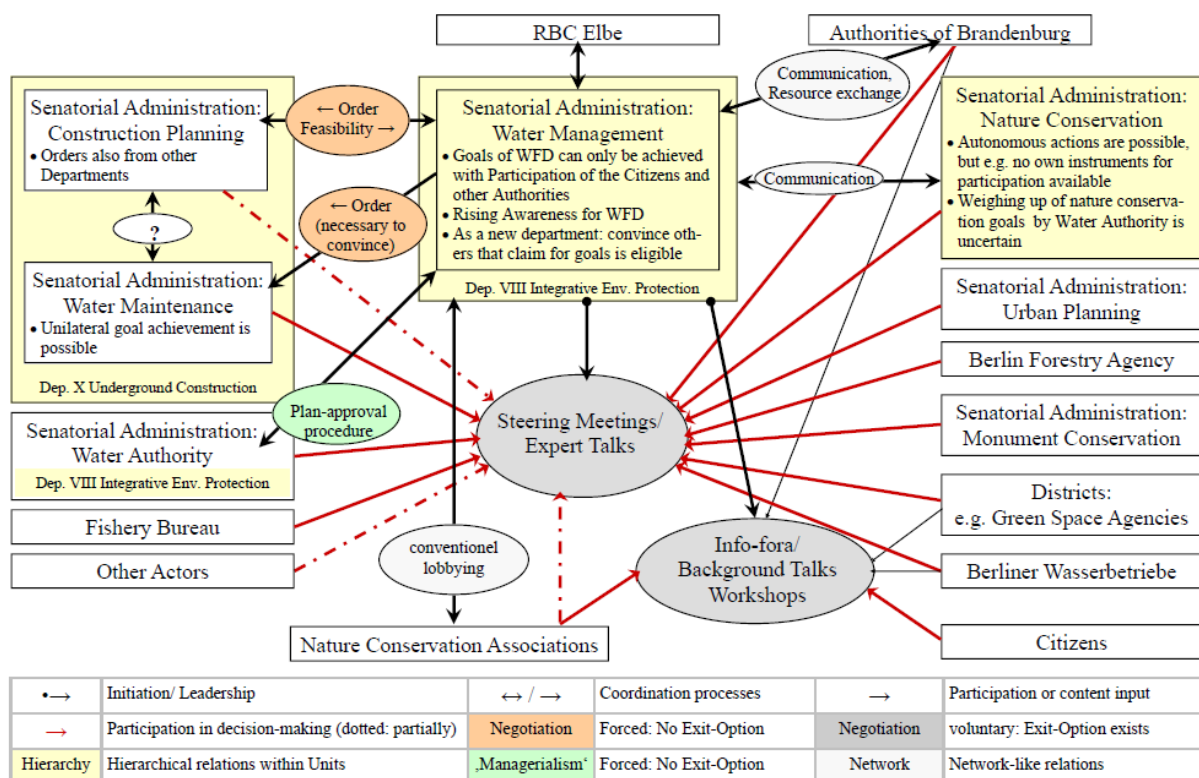 RBC Elbe
Authorities of Brandenburg
Senatorial Administration:
Construction Planning
• Orders also from other
Departments
?
Senatorial Administration:
Water Maintenance
• Unilateral goal achievement is
possible
Dep. X Underground Construction
← Order
Feasibility →
← Order
(necessary to
convince)
Senatorial Administration:
Water Management
• Goals of WFD can only be achieved
with Participation of the Citizens and
other Authorities
• Rising Awareness for WFD
• As a new department: convince oth-
ers that claim for goals is eligible
Dep. VIII Integrative Env. Protection
Communication,
Resource exchange
Communication
Senatorial Administration:
Nature Conservation
• Autonomous actions are possible,
but e.g. no own instruments for
participation available
• Weighing up of nature conserva-
tion goals by Water Authority is
uncertain
Senatorial Administration:
Urban Planning
Berlin Forestry Agency
Senatorial Administration:
Monument Conservation
Districts:
e.g. Green Space Agencies
Berliner Wasserbetriebe
Citizens
Plan-approval
procedure
Senatorial Administration:
Water Authority
Dep. VIII Integrative Env. Protection
Fishery Bureau
Other Actors
Steering Meetings/
Expert Talks
conventionel
lobbying
Info-fora/
Background Talks
Workshops
Nature Conservation Associations
•→ Initiation/ Leadership ↔ / → Coordination processes → Participation or content input
→ Participation in decision-making (dotted: partially) Negotiation Forced: No Exit-Option Negotiation voluntary: Exit-Option exists
Hierarchy Hierarchical relations within Units ‚Managerialism‘ Forced: No Exit-Option Network Network-like relations